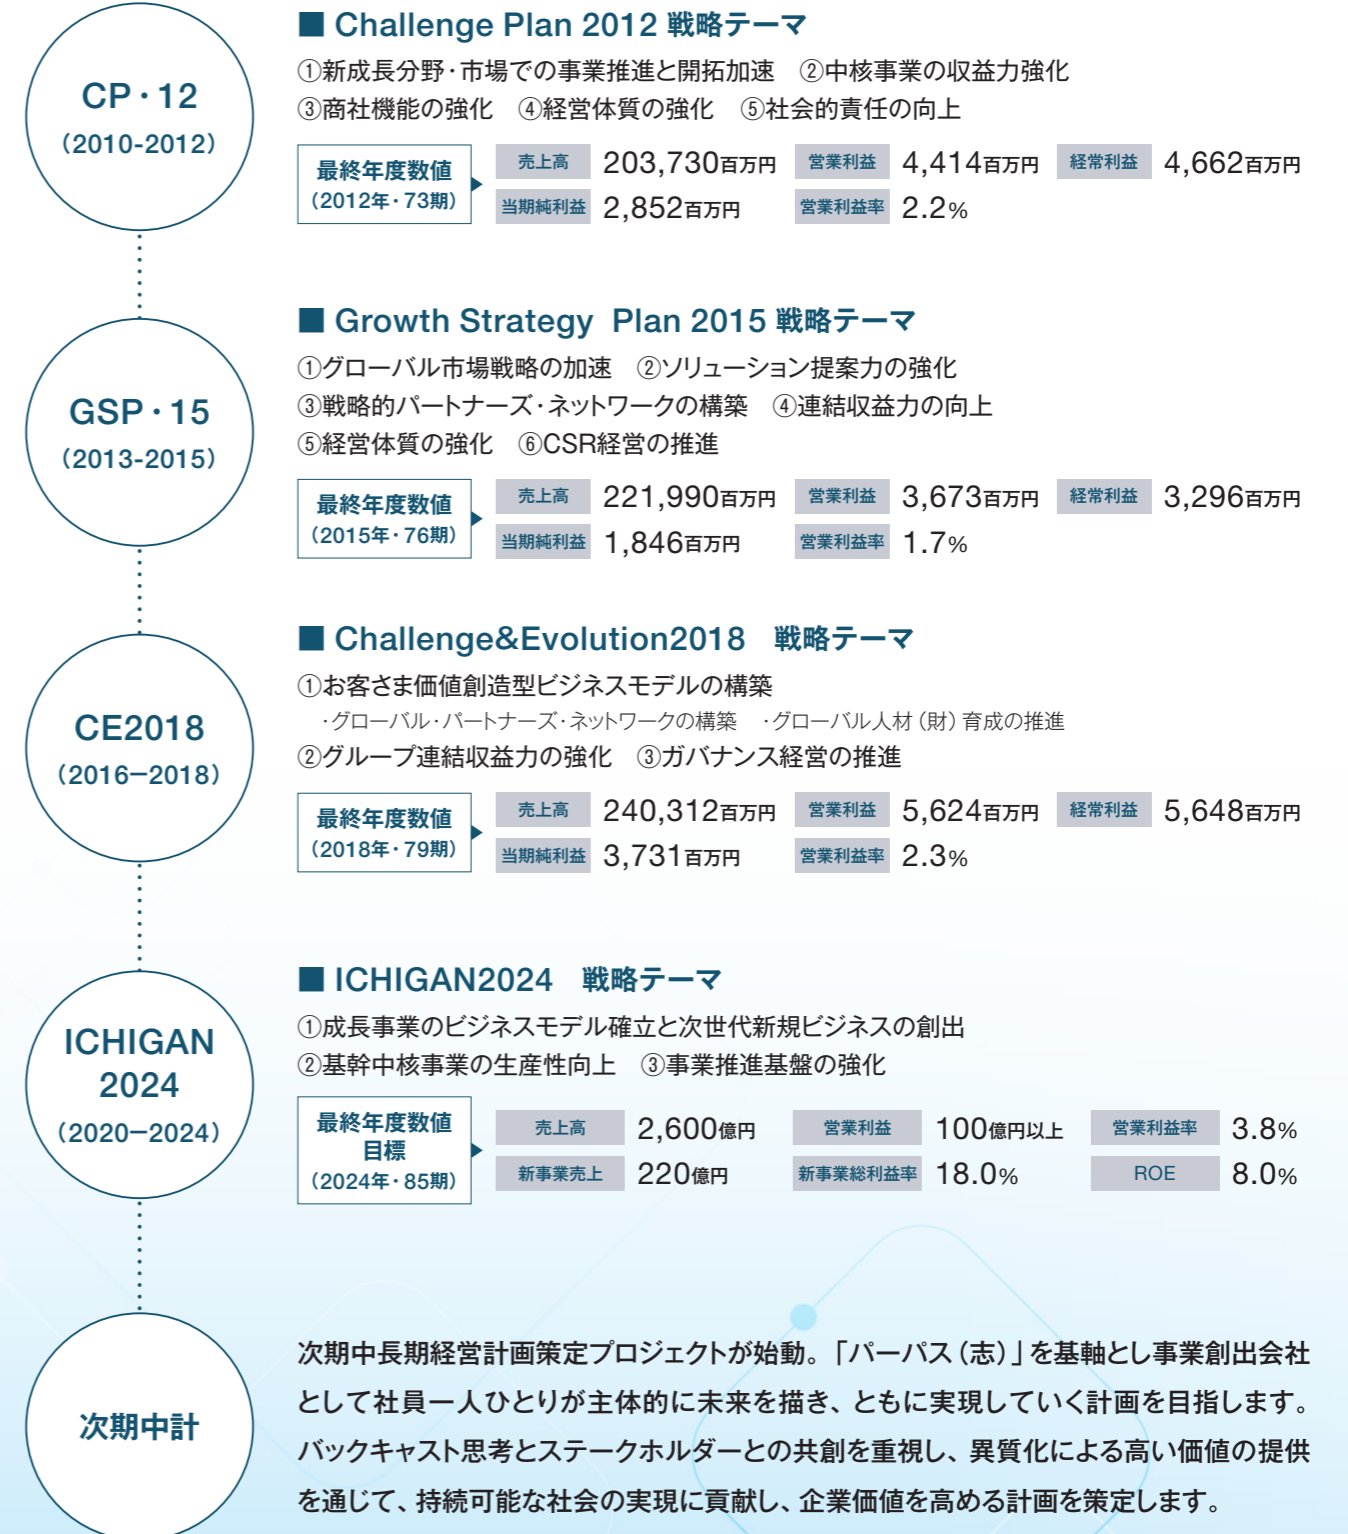 CP・12
(2010-2012)
■ Challenge Plan 2012 戦略テーマ
①新成長分野・市場での事業推進と開拓加速　②中核事業の収益力強化
③商社機能の強化　④経営体質の強化　⑤社会的責任の向上
最終年度数値
(2012年・73期)
売上高 203,730百万円 営業利益 4,414百万円 経常利益 4,662百万円
当期純利益 2,852百万円 営業利益率 2.2%
GSP・15
(2013-2015)
■ Growth Strategy Plan 2015 戦略テーマ
①グローバル市場戦略の加速　②ソリューション提案力の強化
③戦略的パートナーズ・ネットワークの構築　④連結収益力の向上
⑤経営体質の強化　⑥CSR経営の推進
最終年度数値
(2015年・76期)
売上高 221,990百万円 営業利益 3,673百万円 経常利益 3,296百万円
当期純利益 1,846百万円 営業利益率 1.7%
CE2018
(2016−2018)
■ Challenge&Evolution2018　戦略テーマ
①お客さま価値創造型ビジネスモデルの構築
・グローバル・パートナーズ・ネットワークの構築　・グローバル人材(財)育成の推進
②グループ連結収益力の強化　③ガバナンス経営の推進
最終年度数値
(2018年・79期)
売上高 240,312百万円 営業利益 5,624百万円 経常利益 5,648百万円
当期純利益 3,731百万円 営業利益率 2.3%
ICHIGAN
2024
(2020−2024)
■ ICHIGAN2024　戦略テーマ
①成長事業のビジネスモデル確立と次世代新規ビジネスの創出
②基幹中核事業の生産性向上　③事業推進基盤の強化
最終年度数値
目標
(2024年・85期)
売上高 2,600億円 営業利益 100億円以上 営業利益率 3.8%
新事業売上 220億円 新事業総利益率 18.0% ROE 8.0%
次期中計
次期中長期経営計画策定プロジェクトが始動。「パーパス(志)」を基軸とし事業創出会社
として社員一人ひとりが主体的に未来を描き、ともに実現していく計画を目指します。
バックキャスト思考とステークホルダーとの共創を重視し、異質化による高い価値の提供
を通じて、持続可能な社会の実現に貢献し、企業価値を高める計画を策定します。